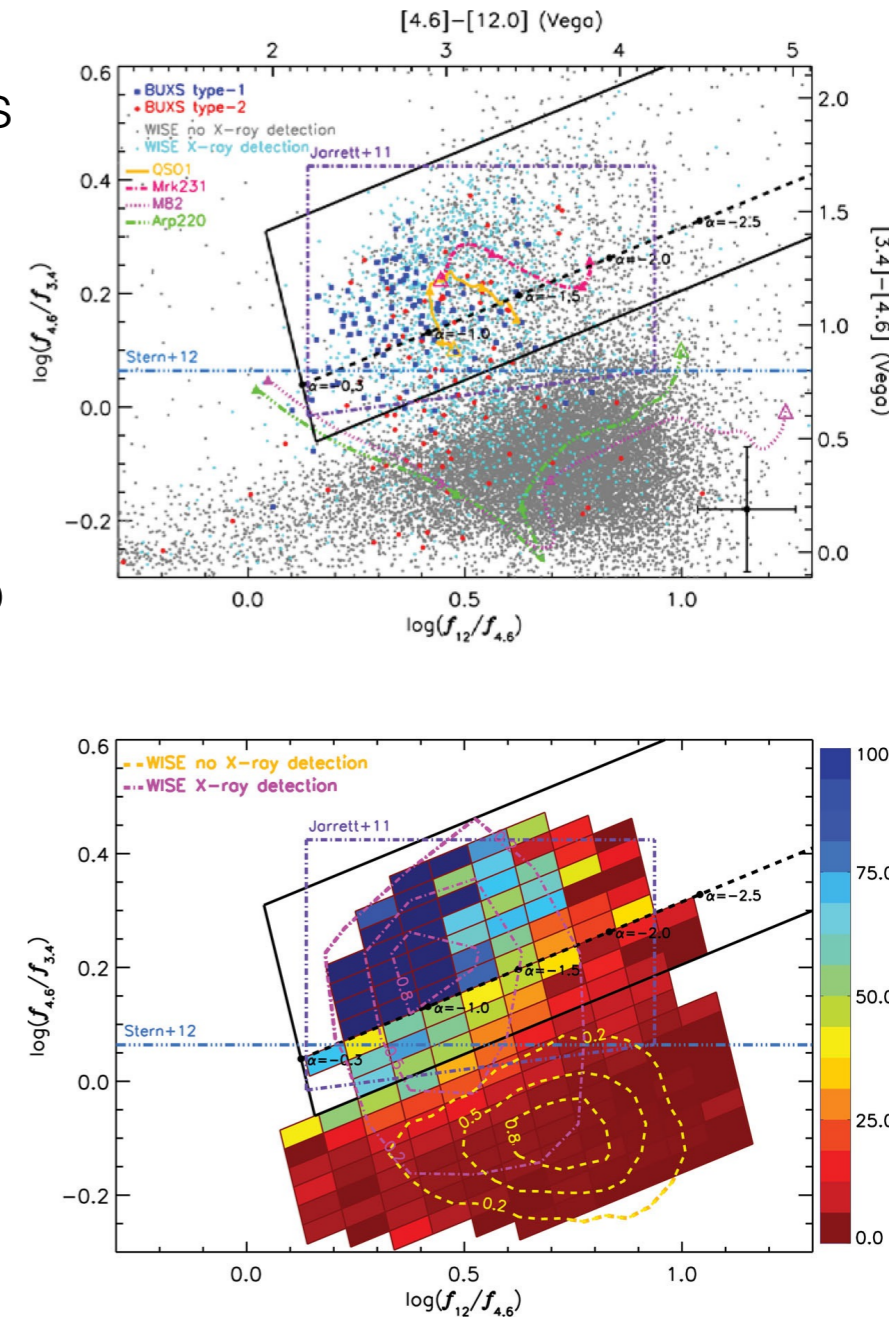 S
)
[4.6]−[12.0] (Vega)
2 3 4 5
0.6
0.4
0.2
0.0
−0.2
log(f4.6/f3.4)
2.0
1.5
1.0
0.5
0.0
[3.4]−[4.6] (Vega)
BUXS type−1
BUXS type−2
WISE no X−ray detection
WISE X−ray detection
QSO1
Mrk231
M82
Arp220
Jarrett+11
Stern+12
α=−2.5
α=−2.0
α=−1.5
α=−1.0
α=−0.3
0.0 0.5 1.0
log(f12/f4.6)
0.6
0.4
0.2
0.0
−0.2
log(f4.6/f3.4)
WISE no X−ray detection
WISE X−ray detection
Jarrett+11
Stern+12
α=−2.5
α=−2.0
α=−1.5
α=−1.0
α=−0.3
0.8
0.5
0.2
0.2
0.5
0.8
0.2
100
75.0
50.0
25.0
0.0
0.0 0.5 1.0
log(f12/f4.6)